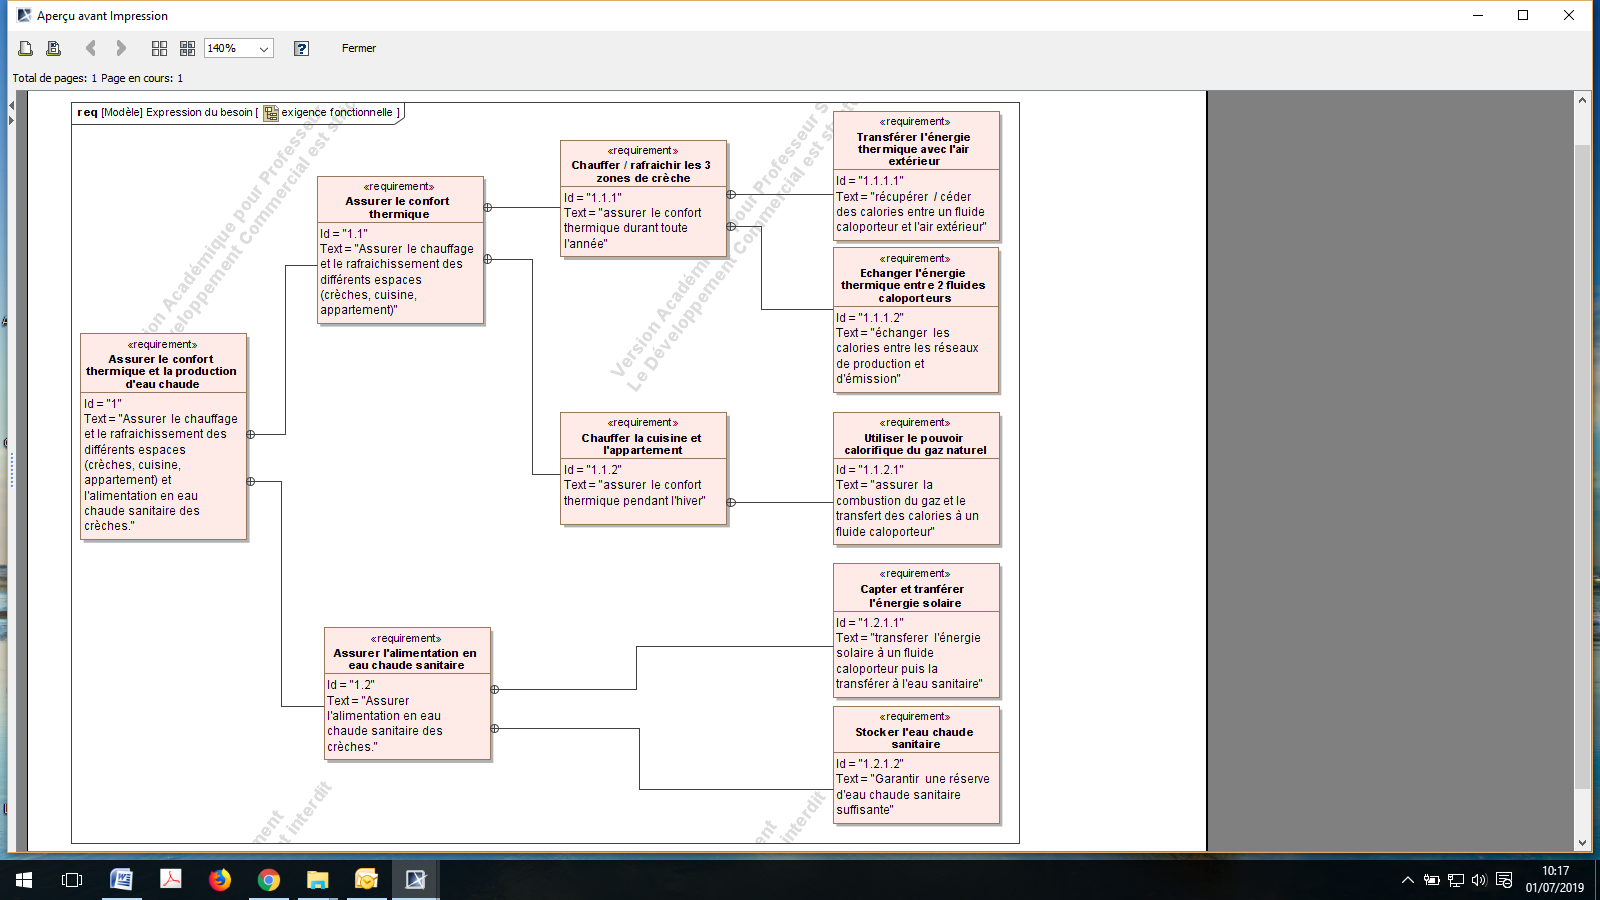 Aperçu avant Impression
140%
Fermer
Total de pages: 1 Page en cours: 1
req [Modèle] Expression du besoin [ exigence fonctionnelle ]
«requirement»
Assurer le confort
thermique et la production
d'eau chaude
Id = "1"
Text = "Assurer le chauffage
et le rafraichissement des
différents espaces
(crèches, cuisine,
appartement) et
l'alimentation en eau
chaude sanitaire des
crèches."
«requirement»
Assurer le confort
thermique
Id = "1.1"
Text = "Assurer le chauffage
et le rafraichissement des
différents espaces
(crèches, cuisine,
appartement)"
«requirement»
Chauffer / rafraichir les 3
zones de crèche
Id = "1.1.1"
Text = "assurer le confort
thermique durant toute
l'année"
«requirement»
Transférer l'énergie
thermique avec l'air
extérieur
Id = "1.1.1.1"
Text = "récupérer / céder
des calories entre un fluide
caloporteur et l'air extérieur"
«requirement»
Echanger l'énergie
thermique entre 2 fluides
caloporteurs
Id = "1.1.1.2"
Text = "échanger les
calories entre les réseaux
de production et
d'émission"
«requirement»
Chauffer la cuisine et
l'appartement
Id = "1.1.2"
Text = "assurer le confort
thermique pendant l'hiver"
«requirement»
Utiliser le pouvoir
calorifique du gaz naturel
Id = "1.1.2.1"
Text = "assurer la
combustion du gaz et le
transfert des calories à un
fluide caloporteur"
«requirement»
Assurer l'alimentation en
eau chaude sanitaire
Id = "1.2"
Text = "Assurer
l'alimentation en eau
chaude sanitaire des
crèches."
«requirement»
Capter et tranférer
l'énergie solaire
Id = "1.2.1.1"
Text = "transferer l'énergie
solaire à un fluide
caloporteur puis la
transférer à l'eau sanitaire"
«requirement»
Stocker l'eau chaude
sanitaire
Id = "1.2.1.2"
Text = "Garantir une réserve
d'eau chaude sanitaire
suffisante"
Version Académi pour Professeur S
Le Développement Commercial est st
10:17
01/07/2019